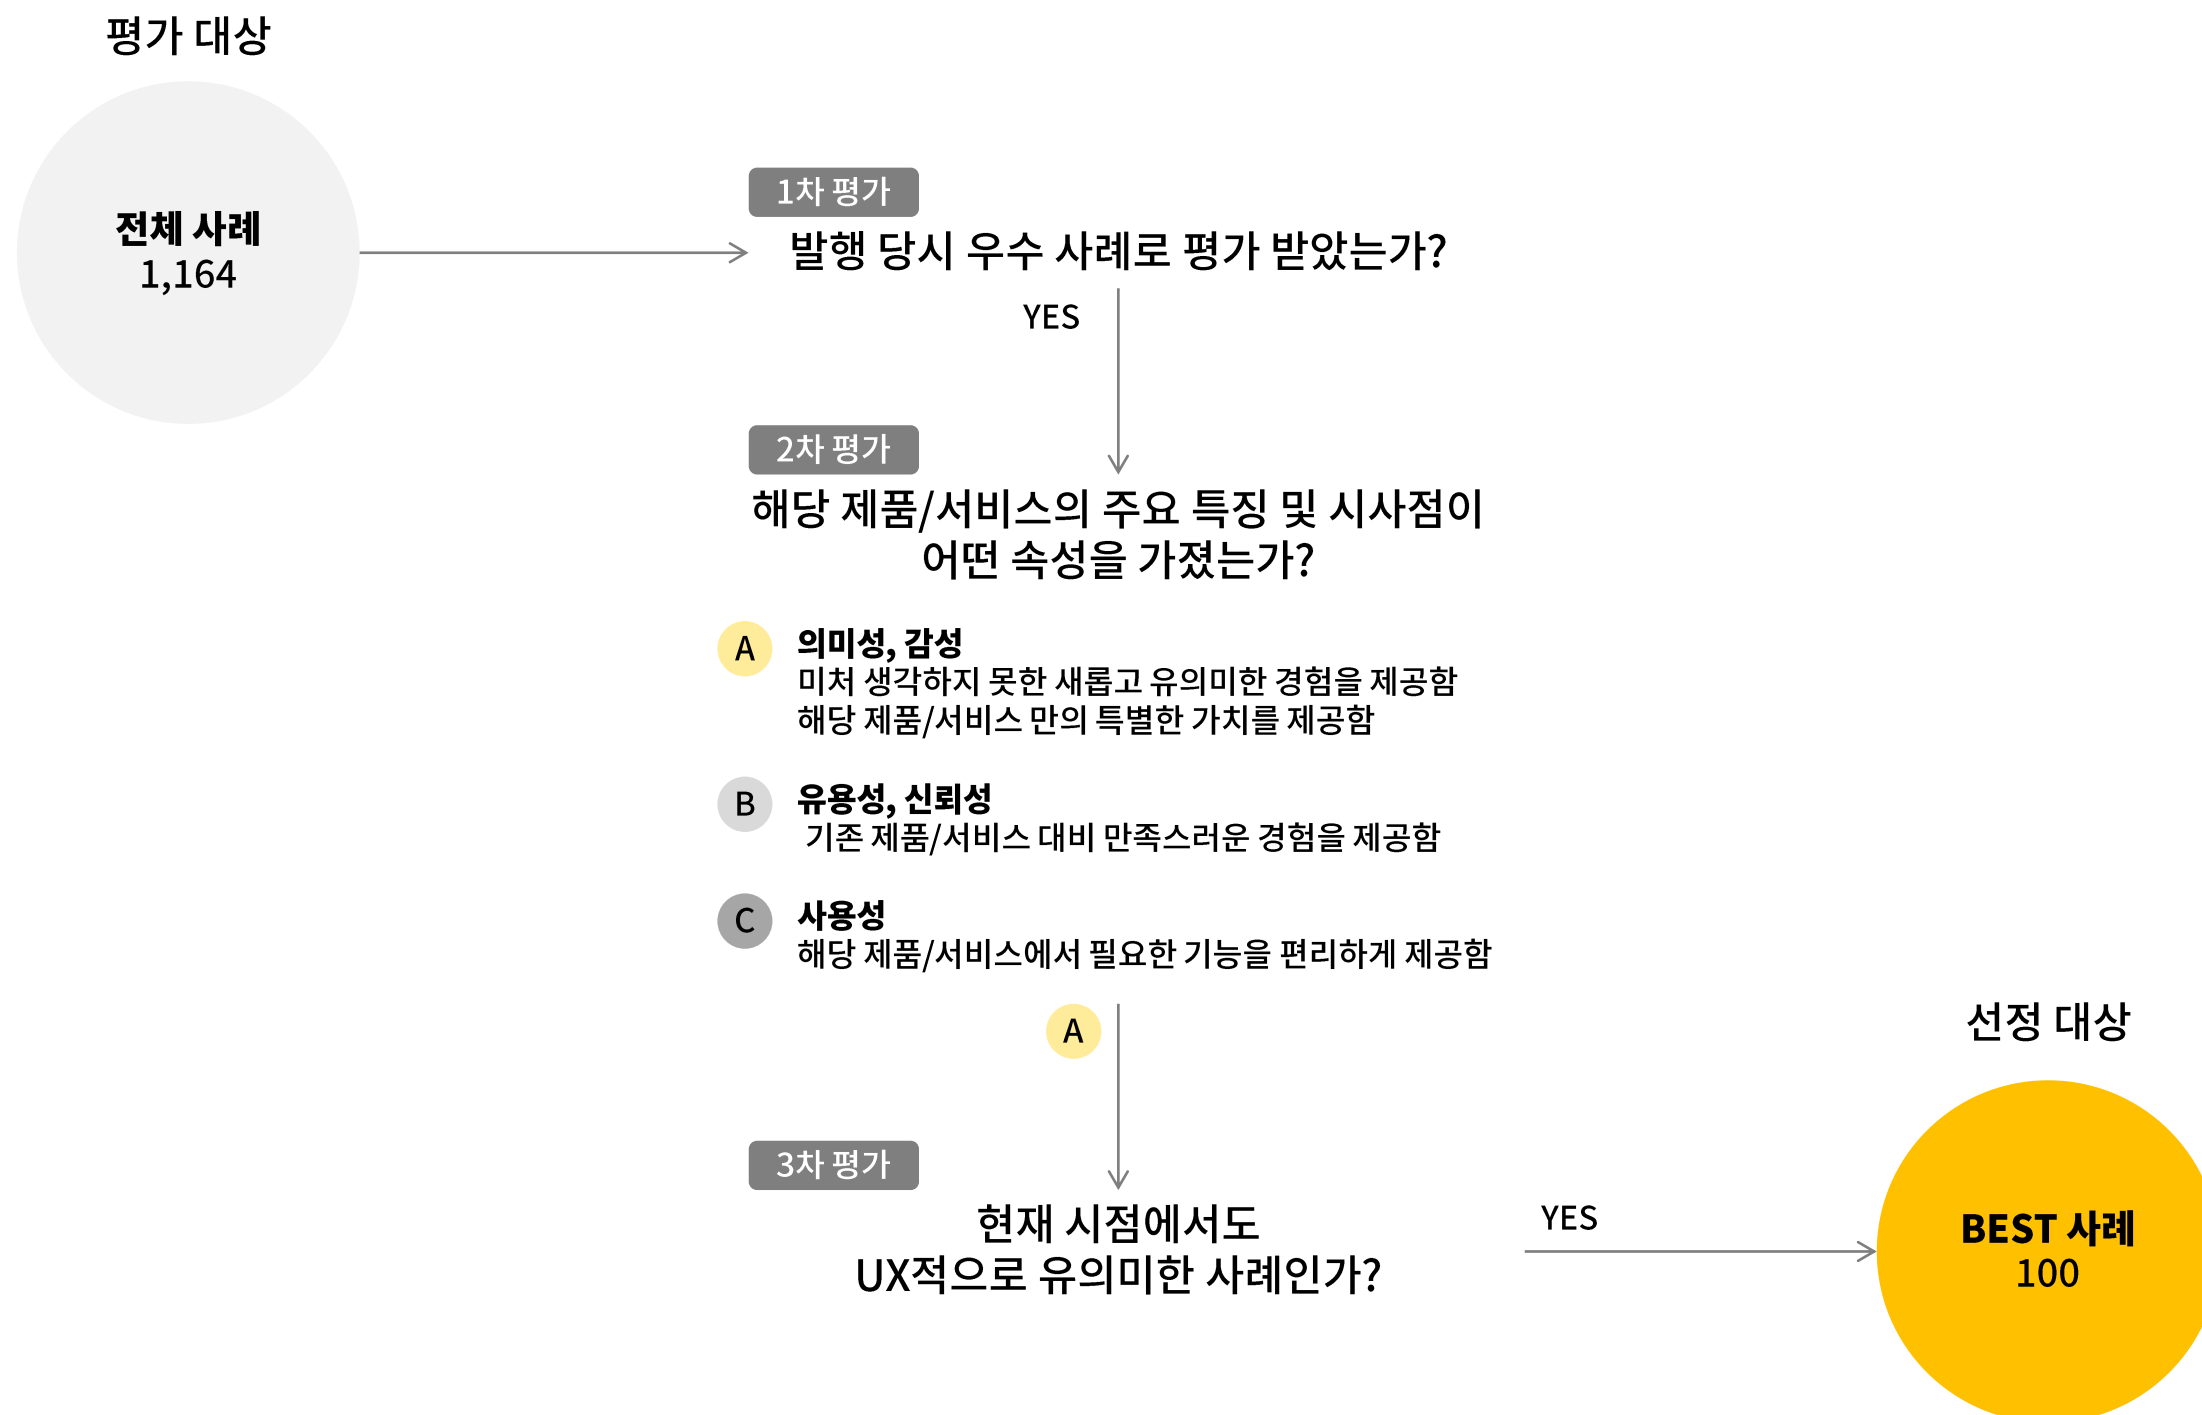 평가 대상
전체 사례
1,164
1차 평가
발행 당시 우수 사례로 평가 받았는가?
YES
2차 평가
해당 제품/서비스의 주요 특징 및 시사점이
어떤 속성을 가졌는가?
A
의미성, 감성
미처 생각하지 못한 새롭고 유의미한 경험을 제공함
해당 제품/서비스 만의 특별한 가치를 제공함
B
유용성, 신뢰성
기존 제품/서비스 대비 만족스러운 경험을 제공함
C
사용성
해당 제품/서비스에서 필요한 기능을 편리하게 제공함
A
3차 평가
현재 시점에서도
UX적으로 유의미한 사례인가?
YES
선정 대상
BEST 사례
100